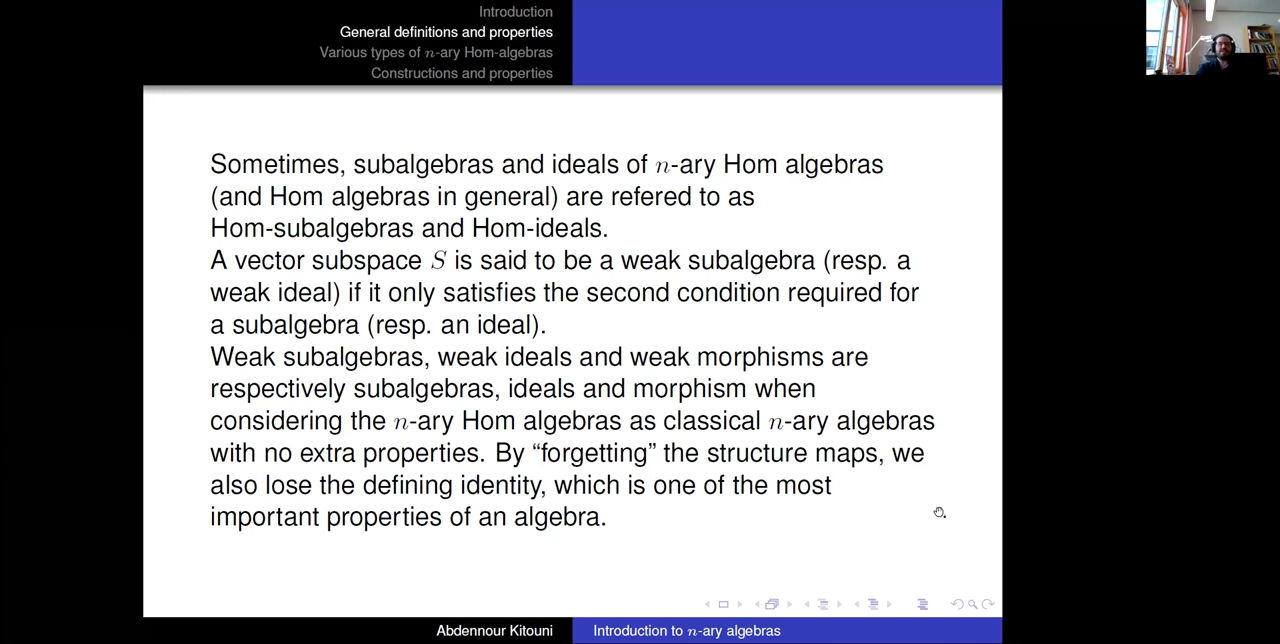 Introduction
General definitions and properties
Various types of n-ary Hom-algebras
Constructions and properties
Sometimes, subalgebras and ideals of n-ary Hom algebras
(and Hom algebras in general) are refered to as
Hom-subalgebras and Hom-ideals.
A vector subspace S is said to be a weak subalgebra (resp. a
weak ideal) if it only satisfies the second condition required for
a subalgebra (resp. an ideal).
Weak subalgebras, weak ideals and weak morphisms are
respectively subalgebras, ideals and morphism when
considering the n-ary Hom algebras as classical n-ary algebras
with no extra properties. By “forgetting” the structure maps, we
also lose the defining identity, which is one of the most
important properties of an algebra.
Abdennour Kitouni
Introduction to n-ary algebras